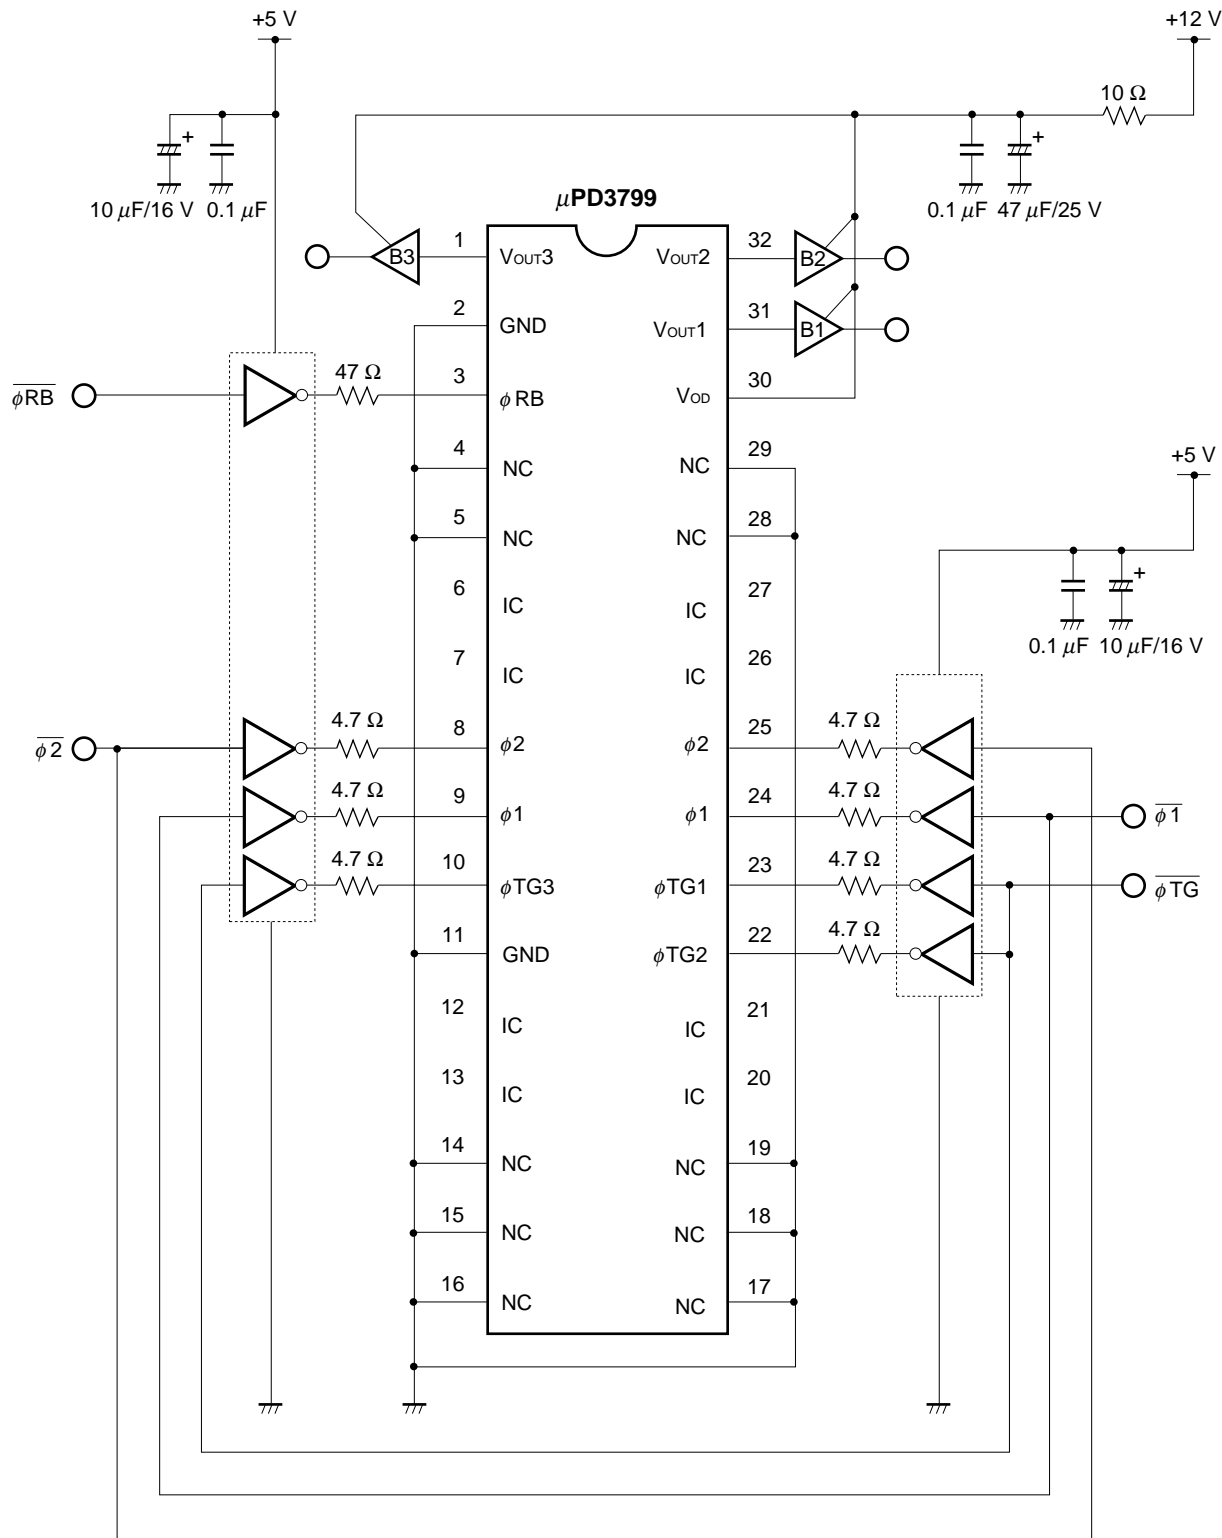 +5 V
+12 V
10 Ω
+
+
10 μF/16 V 0.1 μF
0.1 μF 47 μF/25 V
μPD3799
B3 1 VOUT3 VOUT2 32 B2
2 GND VOUT1 31 B1
φRB 47 Ω 3 φRB VOD 30
4 NC NC 29
+5 V
5 NC NC 28
6 IC IC 27
+
0.1 μF 10 μF/16 V
7 IC IC 26
φ2 4.7 Ω 8 φ2 φ2 25 4.7 Ω
4.7 Ω 9 φ1 φ1 24 4.7 Ω φ1
4.7 Ω 10 φTG3 φTG1 23 4.7 Ω φTG
11 GND φTG2 22 4.7 Ω
12 IC IC 21
13 IC IC 20
14 NC NC 19
15 NC NC 18
16 NC NC 17